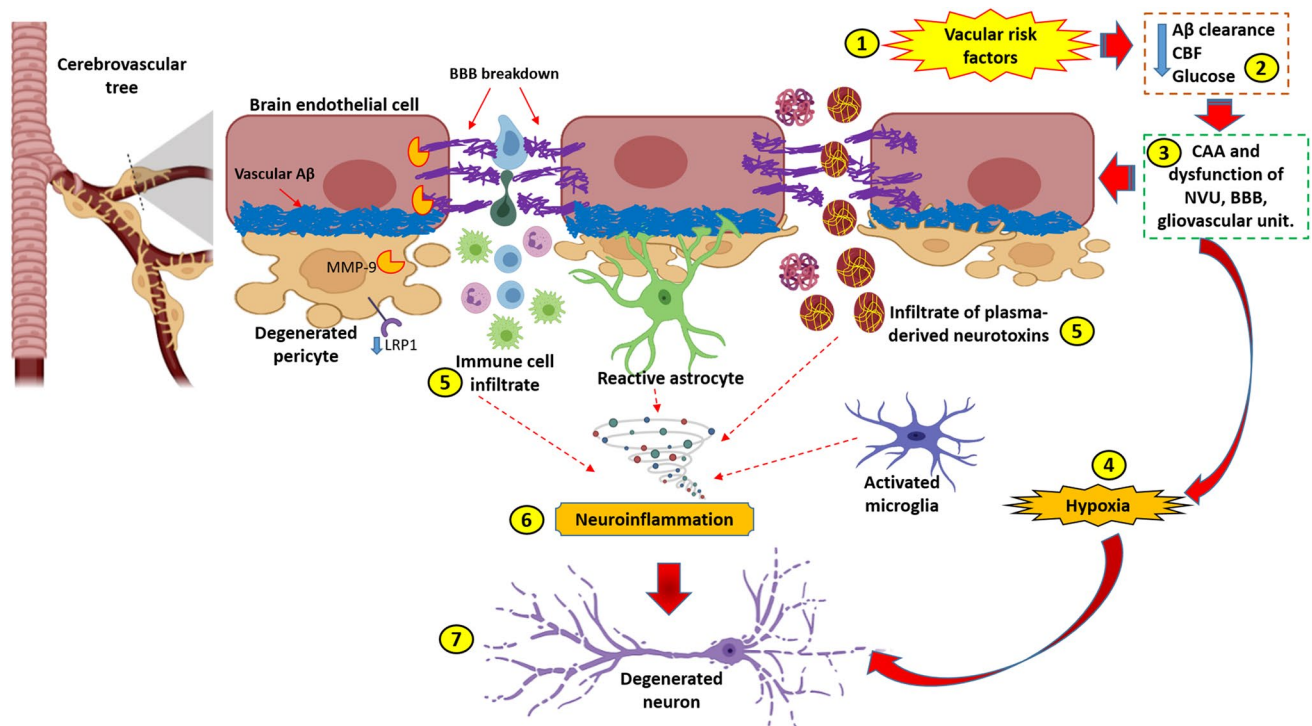 Cerebrovascular
tree
Brain endothelial cell
BBB breakdown
Vascular Aβ
MMP-9
LRP1
Degenerated
pericyte
5
Immune cell
infiltrate
Reactive astrocyte
Infiltrate of plasma-
derived neurotoxins
5
1
Vacular risk
factors
Aβ clearance
CBF
Glucose
2
3
CAA and
dysfunction of
NVU, BBB,
gliovascular unit.
4
Hypoxia
Activated
microglia
6
Neuroinflammation
7
Degenerated
neuron